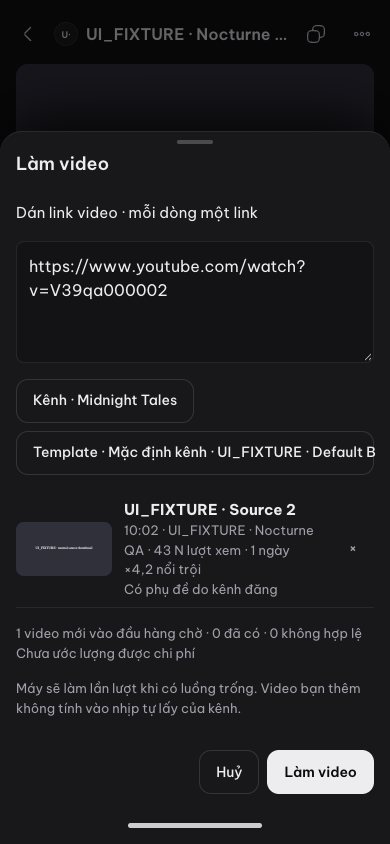 U·
UI_FIXTURE · Nocturne ...
Làm video
Dán link video · mỗi dòng một link
https://www.youtube.com/watch?
v=V39qa000002
Kênh · Midnight Tales
Template · Mặc định kênh · UI_FIXTURE · Default B
UI_FIXTURE · Source 2
10:02 · UI_FIXTURE · Nocturne
QA · 43 N lượt xem · 1 ngày
×4,2 nổi trội
Có phụ đề do kênh đăng
×
1 video mới vào đầu hàng chờ · 0 đã có · 0 không hợp lệ
Chưa ước lượng được chi phí
Máy sẽ làm lần lượt khi có luồng trống. Video bạn thêm
không tính vào nhịp tự lấy của kênh.
Huỷ
Làm video